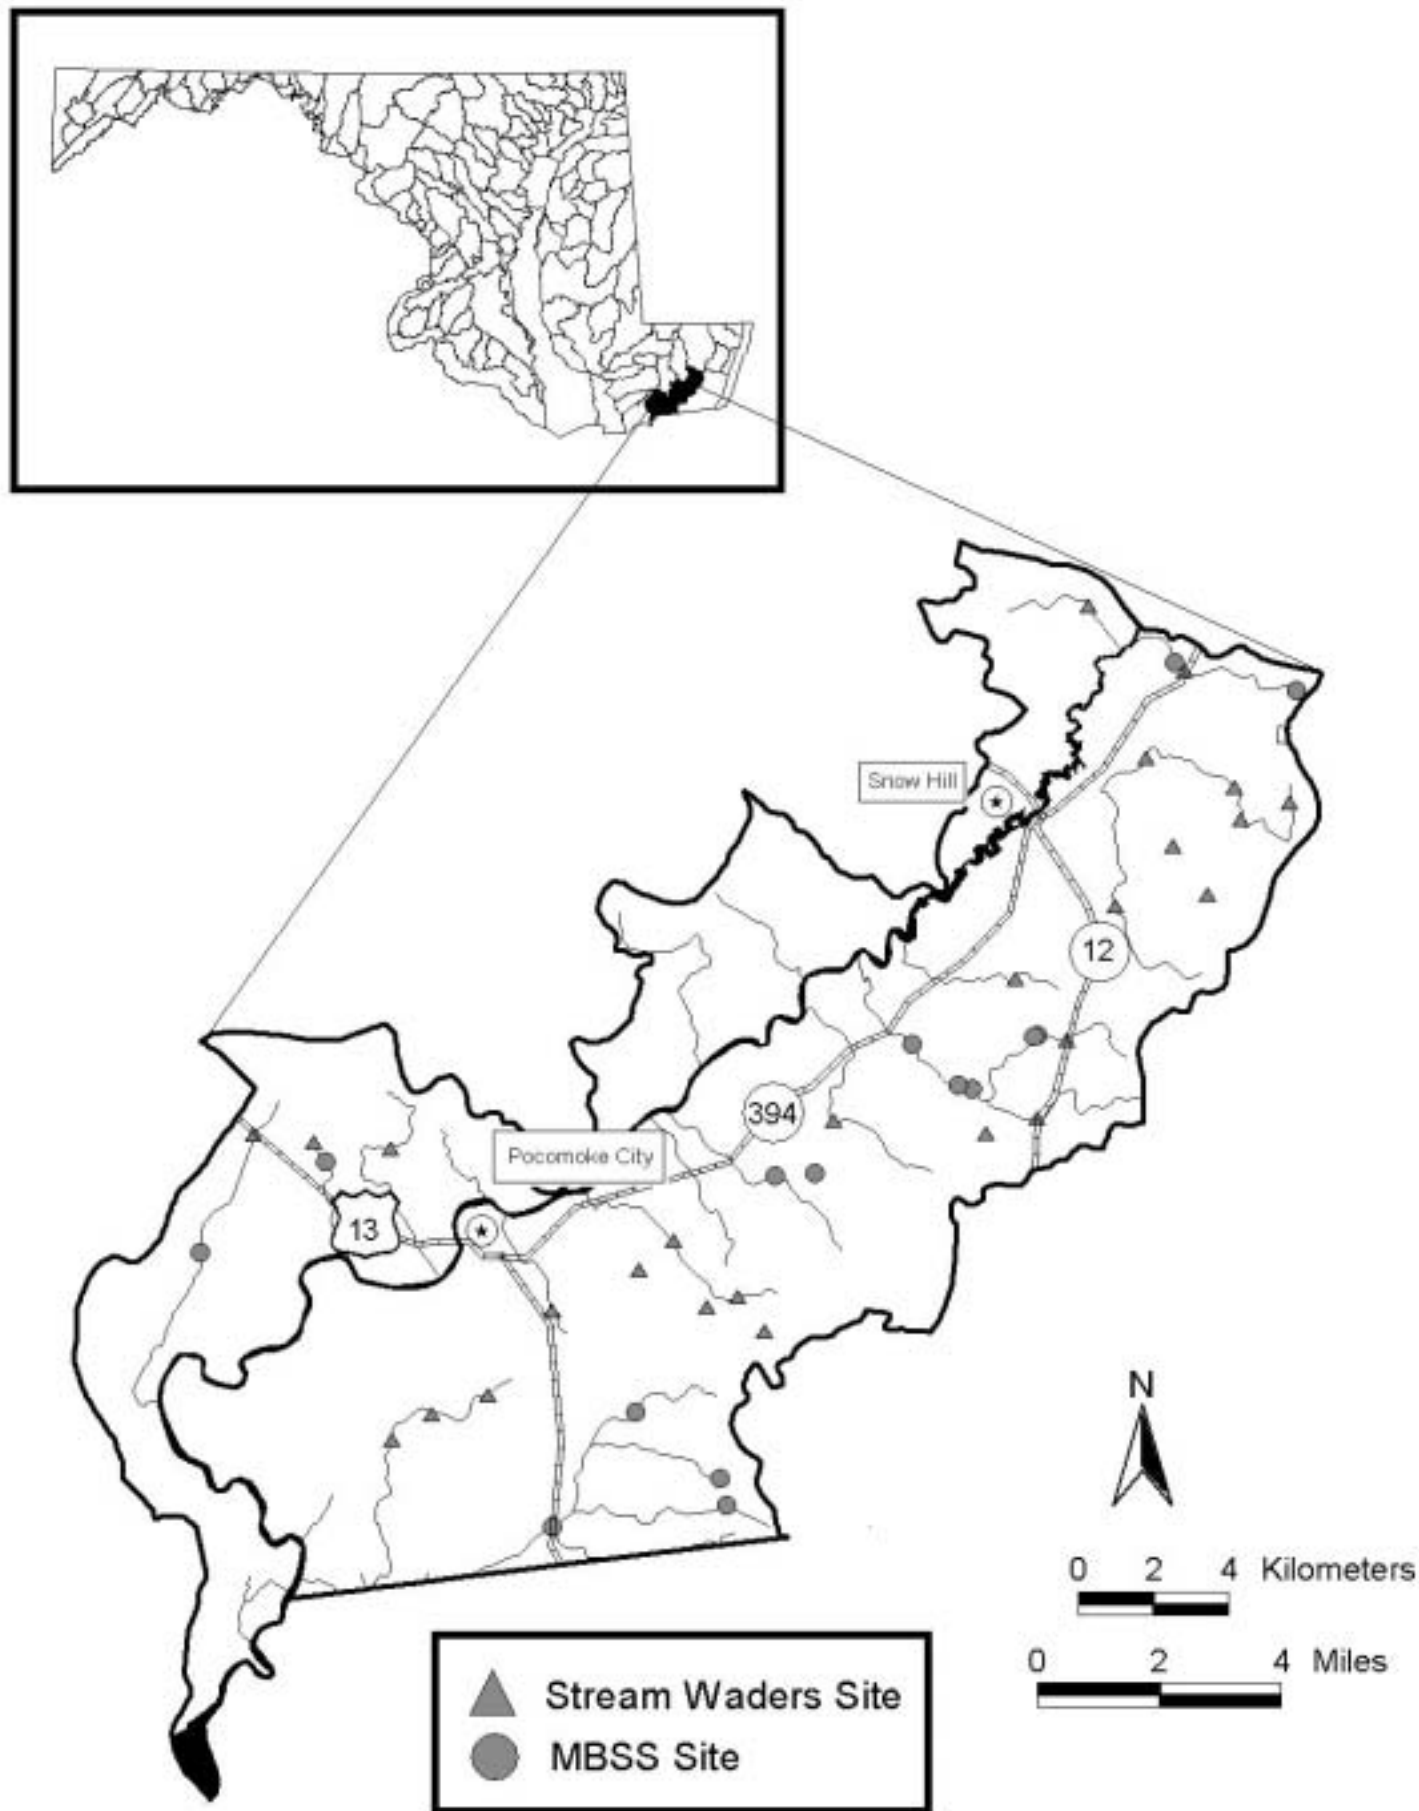 Snow Hill
12
394
Pocomoke City
13
N
0 2 4 Kilometers
0 2 4 Miles
Stream Waders Site
MBSS Site